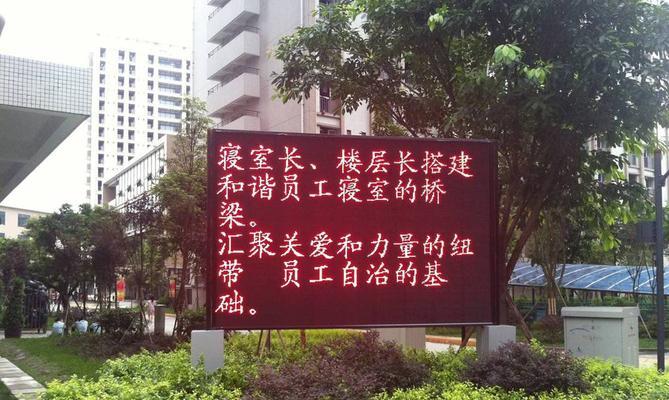 寝室长、楼层长搭建
和谐员工寝室的桥
梁。
汇聚关爱和力量的纽
带 员工自治的基
础。